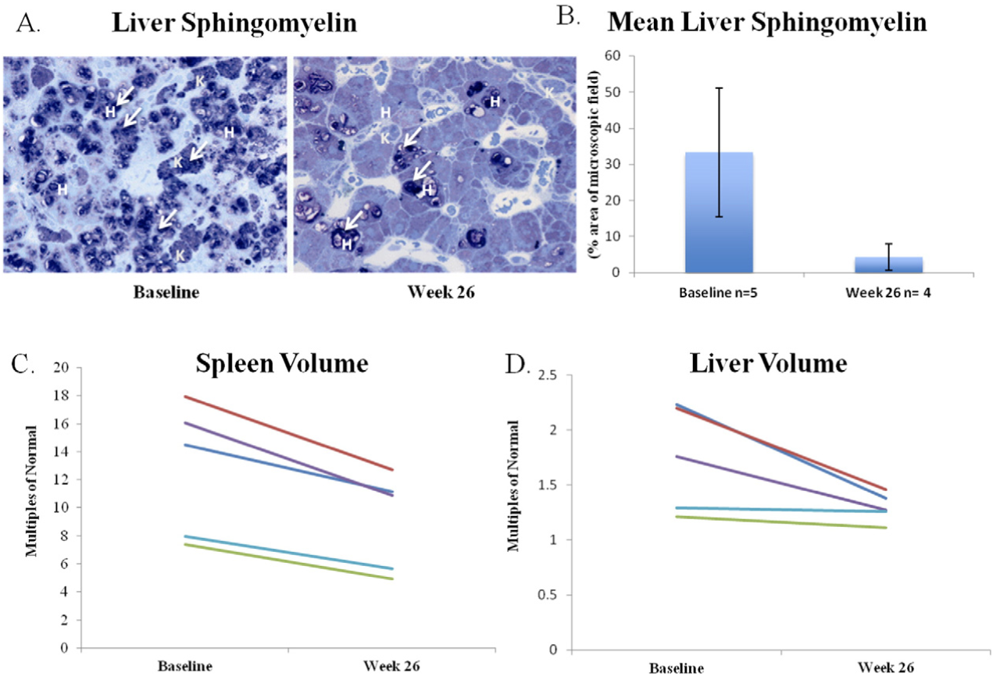 A.
Liver Sphingomyelin
K
H
H
K
H
K
Baseline
H
K
H
K
H
H
Week 26
B.
Mean Liver Sphingomyelin
(% area of microscopic field)
60
50
40
30
20
10
0
Baseline n=5
Week 26 n= 4
C.
Spleen Volume
Multiples of Normal
20
18
16
14
12
10
8
6
4
2
0
Baseline
Week 26
D.
Liver Volume
Multiples of Normal
2.5
2
1.5
1
0.5
0
Baseline
Week 26